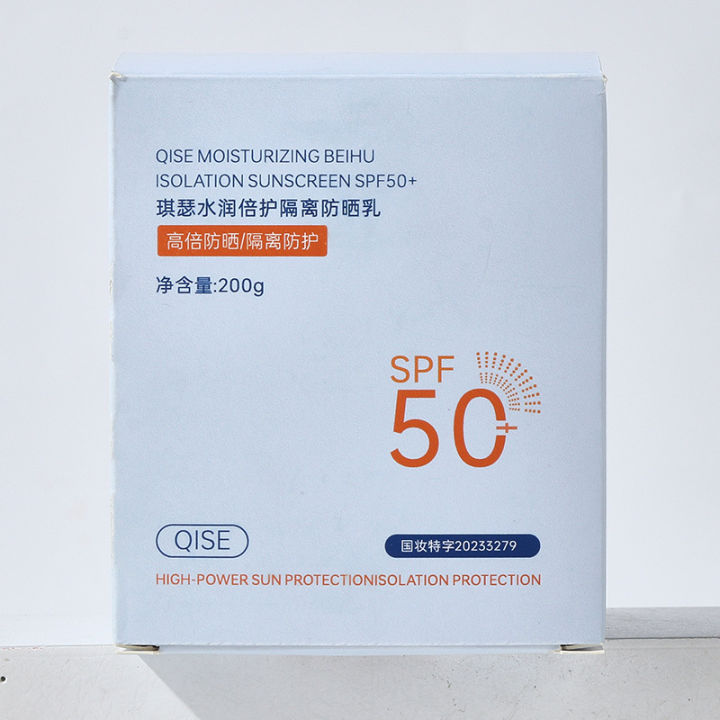 QISE MOISTURIZING BEIHU
ISOLATION SUNSCREEN SPF50+
琪瑟水润倍护隔离防晒乳
高倍防晒/隔离防护
净含量:200g
SPF
50+
QISE
国妆特字20233279
HIGH-POWER SUN PROTECTIONISOLATION PROTECTION